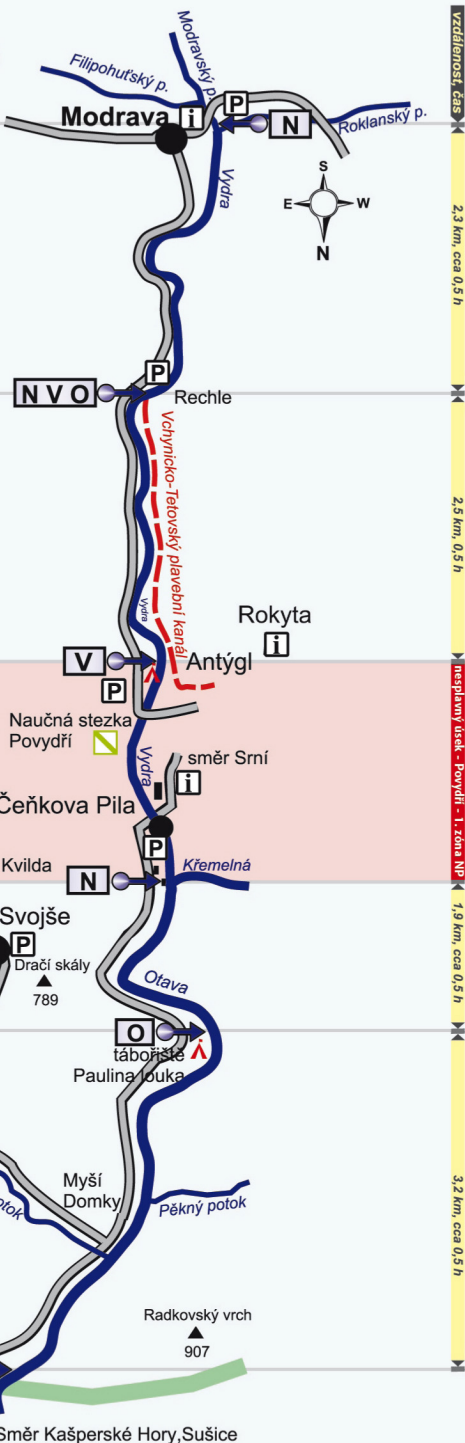 vzdálenost, čas
Modravský p.
Filipohuťský p.
P
Modrava i
N
Roklanský p.
Vydra
S
E W
N
2,3 km, cca 0,5 h
P
N V O
Rechle
Vchynicko-Tetovský plavební kanál
2,5 km, 0,5 h
Vydra
Rokyta
i
V
Antýgl
P
nesplavný úsek - Povydří - 1. zóna NP
Naučná stezka
Povydří
Vydra
směr Srní
i
Čeňkova Pila
P
Kvilda
N
Křemelná
Svojše
P
Dračí skály
789
Otava
1,9 km, cca 0,5 h
O
tábořiště
Paulina louka
Myší
Domky
Pěkný potok
otok
3,2 km, cca 0,5 h
Radkovský vrch
907
Směr Kašperské Hory,Sušice